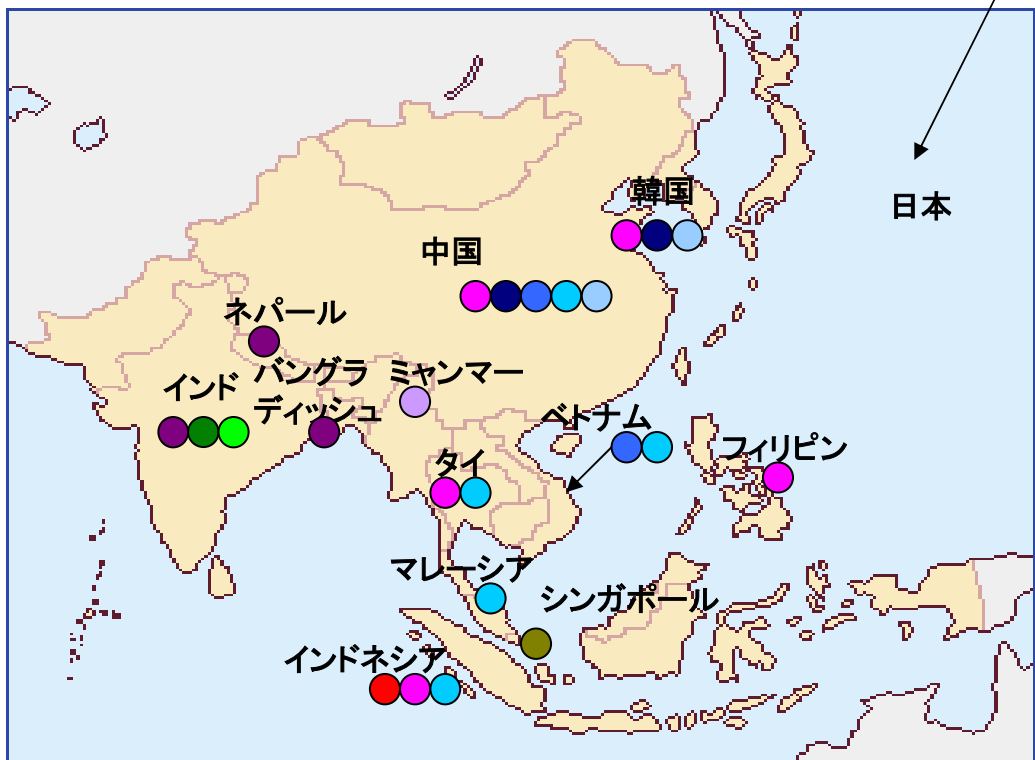 韓国
日本
中国
ネパール
バングラ
ディッシュ
ミャンマー
インド
ベトナム
フィリピン
タイ
マレーシア
シンガポール
インドネシア